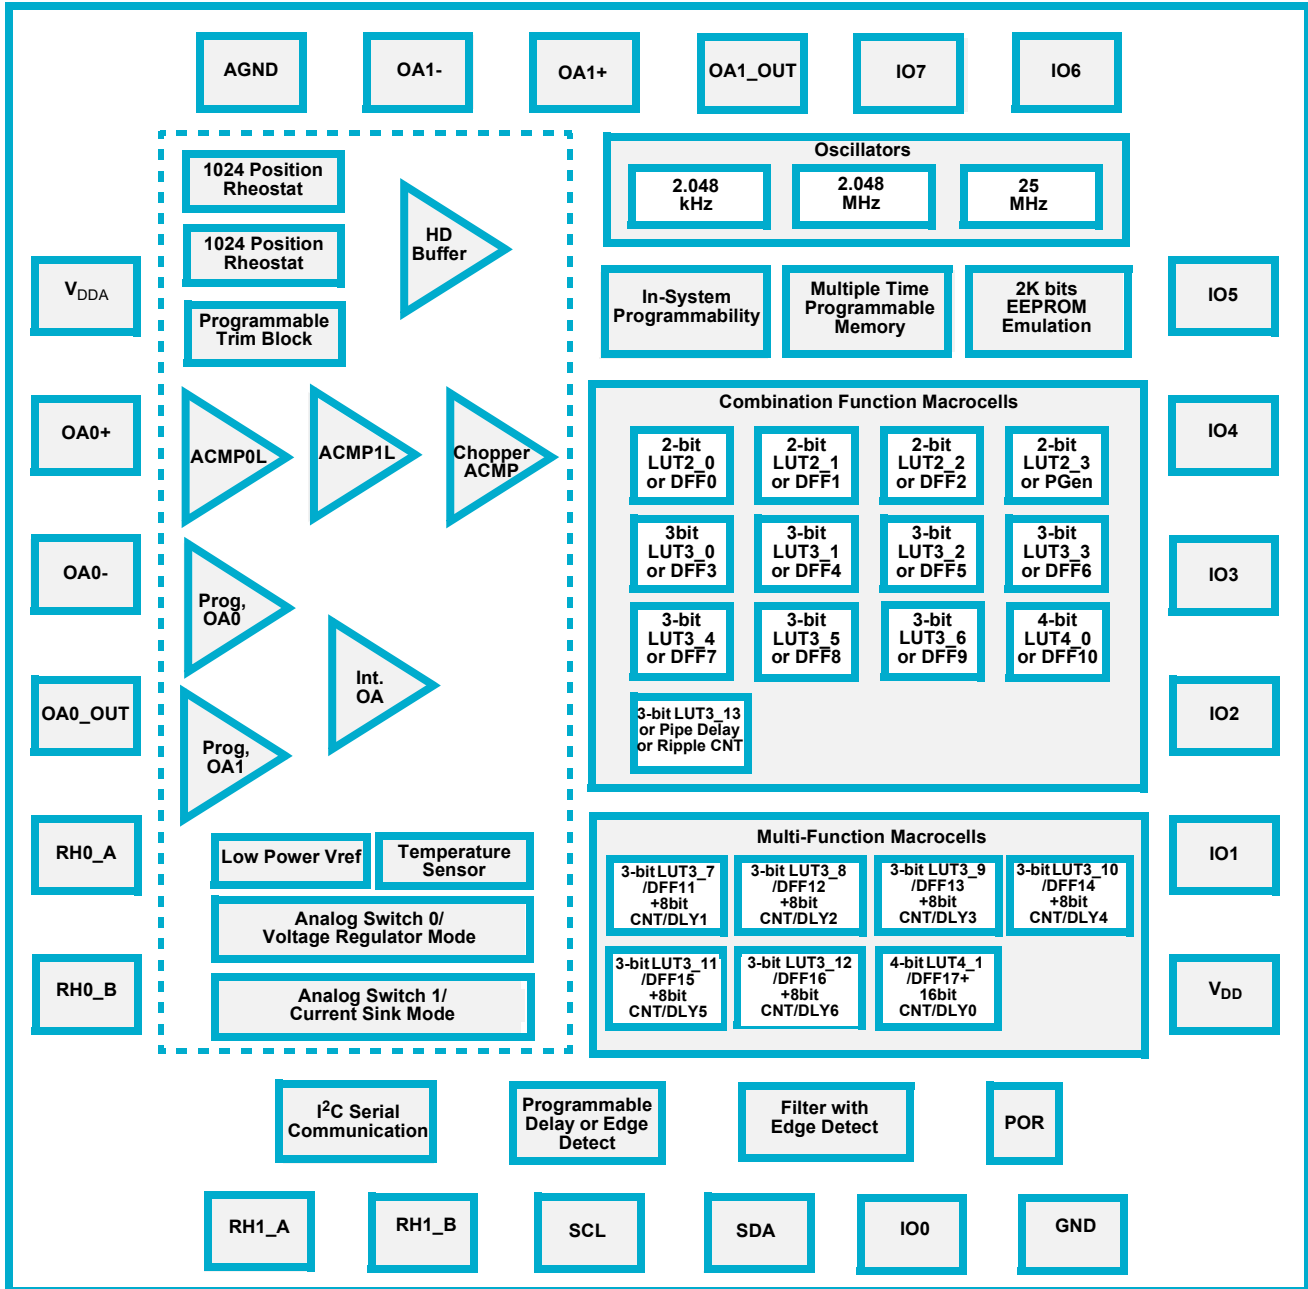 AGND
OA1-
OA1+
OA1_OUT
IO7
IO6
1024 Position
Rheostat
1024 Position
Rheostat
Programmable
Trim Block
HD
Buffer
Oscillators
2.048
kHz
2.048
MHz
25
MHz
In-System
Programmability
Multiple Time
Programmable
Memory
2K bits
EEPROM
Emulation
VDDA
OA0+
OA0-
OA0_OUT
RH0_A
RH0_B
ACMP0L
ACMP1L
Chopper
ACMP
Prog,
OA0
Int.
OA
Prog,
OA1
Low Power Vref
Temperature
Sensor
Analog Switch 0/
Voltage Regulator Mode
Analog Switch 1/
Current Sink Mode
Combination Function Macrocells
2-bit
LUT2_0
or DFF0
2-bit
LUT2_1
or DFF1
2-bit
LUT2_2
or DFF2
2-bit
LUT2_3
or PGen
3bit
LUT3_0
or DFF3
3-bit
LUT3_1
or DFF4
3-bit
LUT3_2
or DFF5
3-bit
LUT3_3
or DFF6
3-bit
LUT3_4
or DFF7
3-bit
LUT3_5
or DFF8
3-bit
LUT3_6
or DFF9
4-bit
LUT4_0
or DFF10
3-bit LUT3_13
or Pipe Delay
or Ripple CNT
Multi-Function Macrocells
3-bit LUT3_7
/DFF11
+8bit
CNT/DLY1
3-bit LUT3_8
/DFF12
+8bit
CNT/DLY2
3-bit LUT3_9
/DFF13
+8bit
CNT/DLY3
3-bit LUT3_10
/DFF14
+8bit
CNT/DLY4
3-bit LUT3_11
/DFF15
+8bit
CNT/DLY5
3-bit LUT3_12
/DFF16
+8bit
CNT/DLY6
4-bit LUT4_1
/DFF17+
16bit
CNT/DLY0
IO5
IO4
IO3
IO2
IO1
VDD
I2C Serial
Communication
Programmable
Delay or Edge
Detect
Filter with
Edge Detect
POR
RH1_A
RH1_B
SCL
SDA
IO0
GND